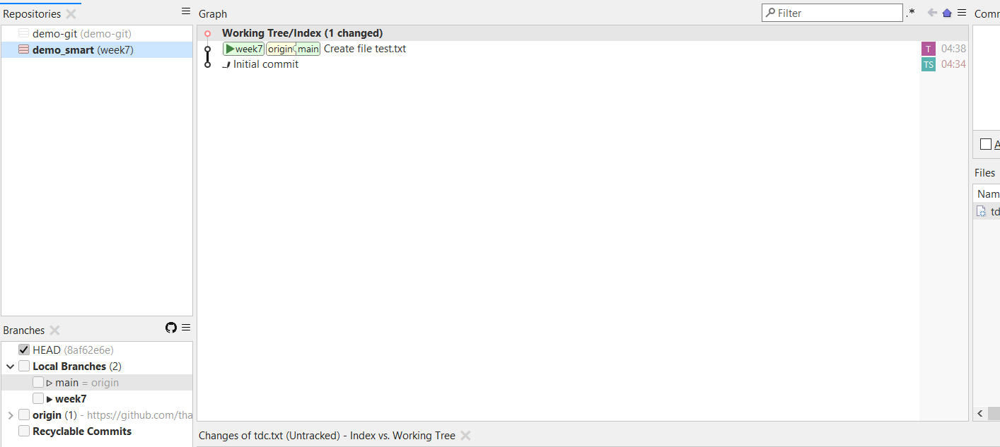 Repositories
demo-git (demo-git)
demo_smart (week7)
Graph
Filter
.*
Working Tree/Index (1 changed)
week7 origin main Create file test.txt T 04:38
Initial commit TS 04:34
Comm
A
Files
Nam
td
Branches
HEAD (8af62e6e)
Local Branches (2)
main = origin
week7
origin (1) - https://github.com/tha
Recyclable Commits
Changes of tdc.txt (Untracked) - Index vs. Working Tree